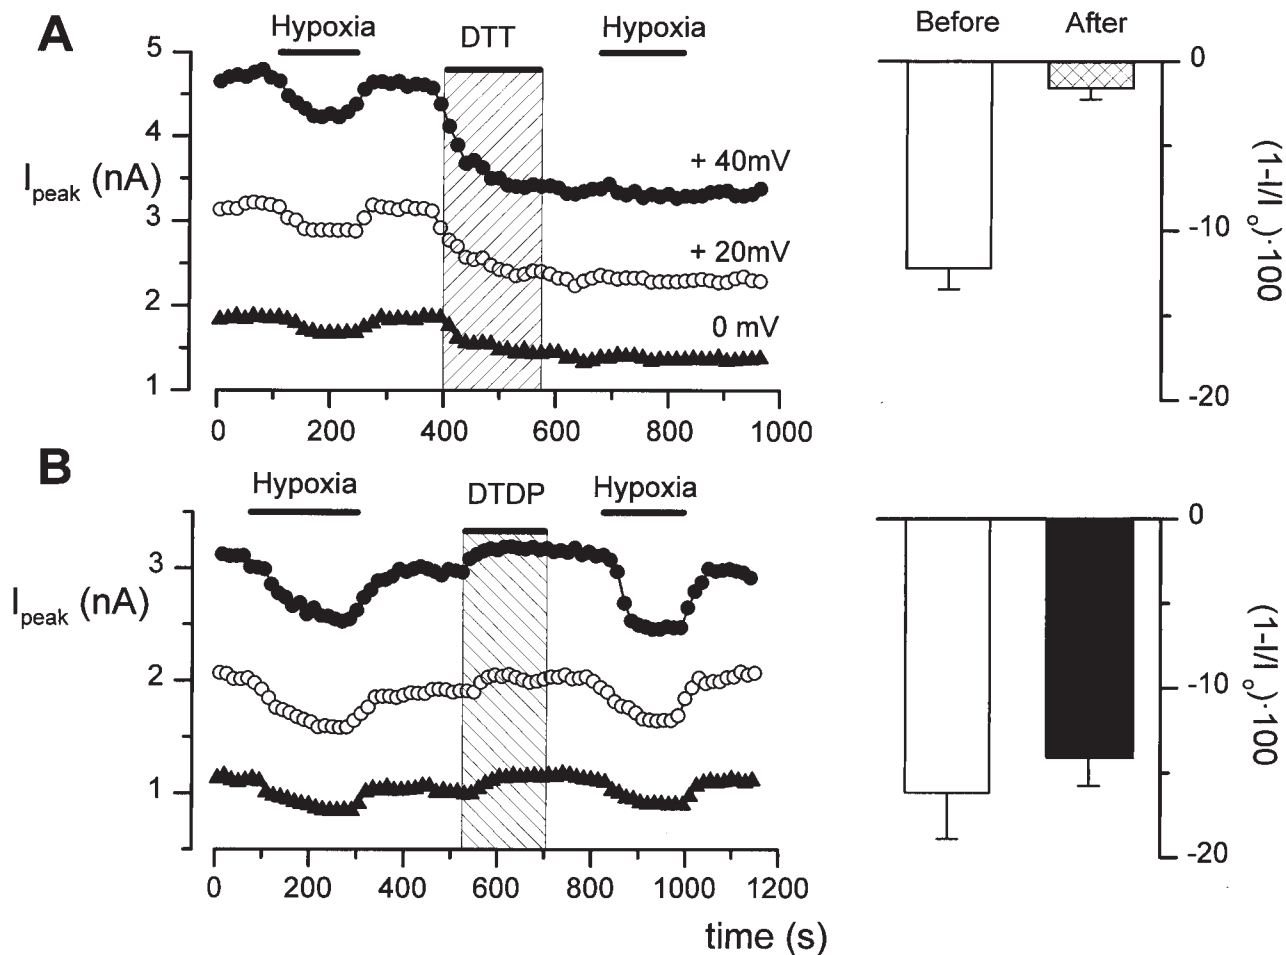 A
Hypoxia
DTT
Hypoxia
Before
After
5
4
3
2
1
I peak (nA)
+ 40mV
+ 20mV
0 mV
0
200
400
600
800
1000
0
-10
-20
(1-I/I o)·100
B
Hypoxia
DTDP
Hypoxia
3
2
1
I peak (nA)
0
200
400
600
800
1000
1200
time (s)
0
-10
-20
(1-I/I o)·100